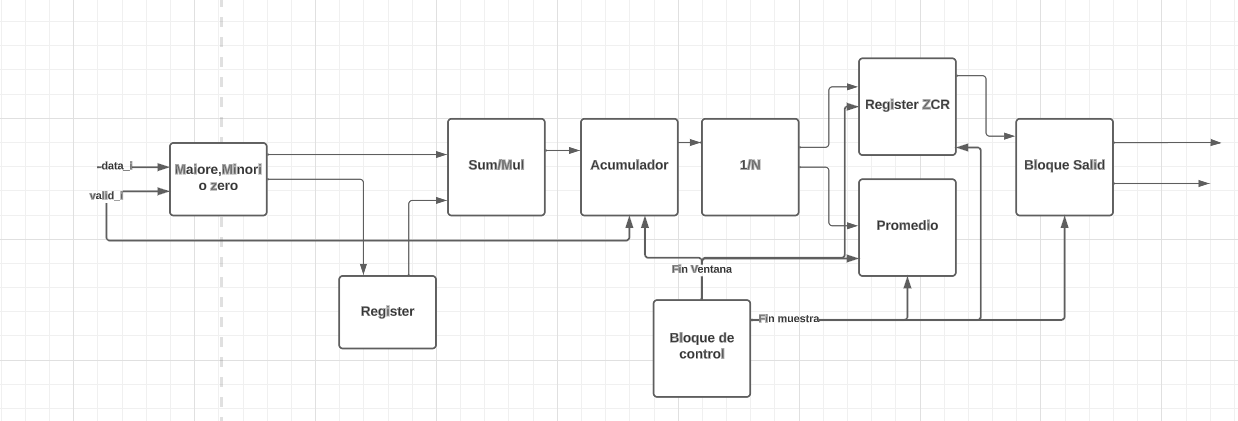 data_i
valid_i
Maiore,Minori
o zero
Register
Sum/Mul
Acumulador
1/N
Register ZCR
Promedio
Bloque Salid
Fin Ventana
Fin muestra
Bloque de
control